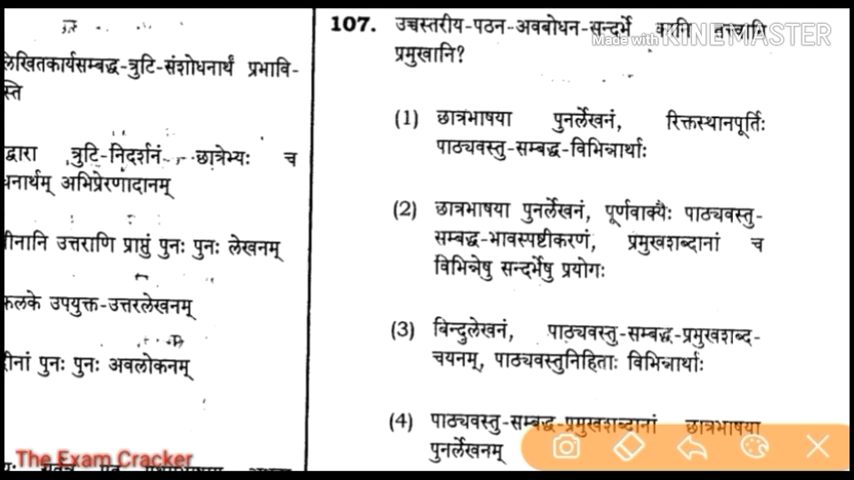 लिखितकार्यसम्बद्ध-त्रुटि-संशोधनार्थं प्रभावि-
स्ति
द्वारा त्रुटि-निदर्शनं छात्रेभ्यः च
धनार्थम् अभिप्रेरणादानम्
वीनानि उत्तराणि प्राप्तुं पुनः पुनः लेखनम्
फलके उपयुक्त-उत्तरलेखनम्
दीनां पुनः पुनः अवलोकनम्
The Exam Cracker
107. उच्चस्तरीय-पठन-अवबोधन-सन्दर्भे कानि तत्त्वानि
प्रमुखानि?
Made with KINEMASTER
(1) छात्रभाषया पुनर्लेखनं, रिक्तस्थानपूर्तिः
पाठ्यवस्तु-सम्बद्ध-विभिन्नार्थाः
(2) छात्रभाषया पुनर्लेखनं, पूर्णवाक्यैः पाठ्यवस्तु-
सम्बद्ध-भावस्पष्टीकरणं, प्रमुखशब्दानां च
विभिन्नेषु सन्दर्भेषु प्रयोगः
(3) विन्दुलेखनं, पाठ्यवस्तु-सम्बद्ध-प्रमुखशब्द-
चयनम्, पाठ्यवस्तुनिहिताः विभिन्नार्थाः
(4) पाठ्यवस्तु-सम्बद्ध-प्रमुखशब्दानां छात्रभाषया
पुनर्लेखनम्